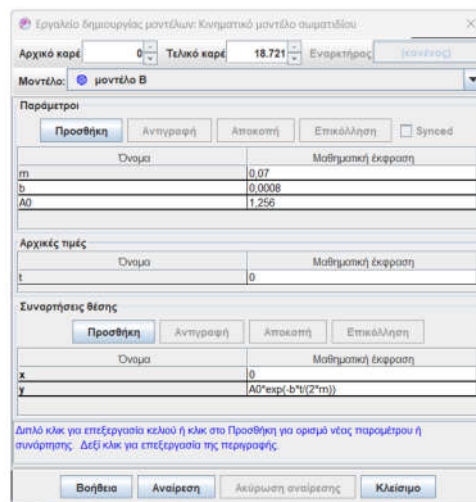 Εργαλείο δημιουργίας μοντέλων: Κινηματικό μοντέλο σωματιδίου
Αρχικό καρέ 0 Τελικό καρέ 18.721 Εναρκτήρας (κανένας)
Μοντέλο: μοντέλο B
Παράμετροι
Προσθήκη Αντιγραφή Αποκοπή Επικόλληση Synced
Όνομα Μαθηματική έκφραση
m 0,07
b 0,0008
A0 1,256
Αρχικές τιμές
Όνομα Μαθηματική έκφραση
t 0
Συναρτήσεις θέσης
Προσθήκη Αντιγραφή Αποκοπή Επικόλληση
Όνομα Μαθηματική έκφραση
x 0
y A0*exp(-b*t/(2*m))
Διπλό κλικ για επεξεργασία κελιού ή κλικ στο Προσθήκη για ορισμό νέας παραμέτρου ή
συνάρτησης. Δεξί κλικ για επεξεργασία της περιγραφής.
Βοήθεια Αναίρεση Ακύρωση αναίρεσης Κλείσιμο